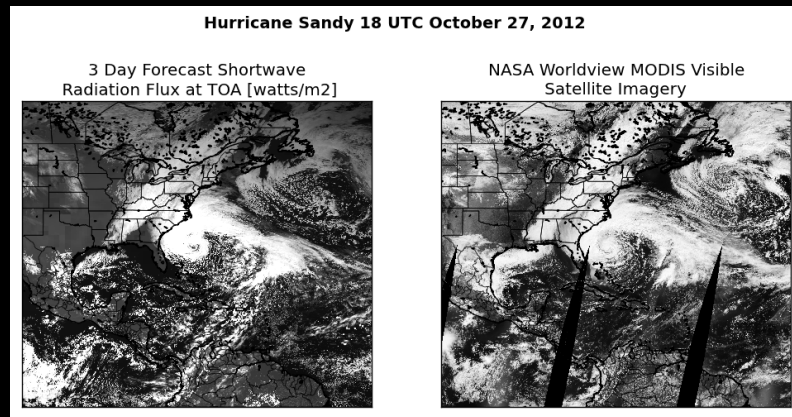 Hurricane Sandy 18 UTC October 27, 2012
3 Day Forecast Shortwave
Radiation Flux at TOA [watts/m2]
NASA Worldview MODIS Visible
Satellite Imagery